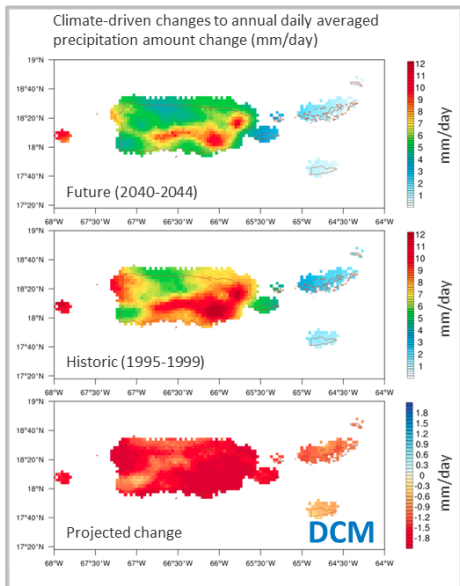 Climate-driven changes to annual daily averaged
precipitation amount change (mm/day)
19°N
18°40'N
18°20'N
18°N
17°40'N
17°20'N
Future (2040-2044)
68°W 67°30'W 67°W 66°30'W 66°W 65°30'W 65°W 64°30'W 64°W
12
11
10
9
8
7
6
5
4
3
2
1
mm/day
19°N
18°40'N
18°20'N
18°N
17°40'N
17°20'N
Historic (1995-1999)
68°W 67°30'W 67°W 66°30'W 66°W 65°30'W 65°W 64°30'W 64°W
12
11
10
9
8
7
6
5
4
3
2
1
mm/day
19°N
18°40'N
18°20'N
18°N
17°40'N
17°20'N
Projected change
DCM
68°W 67°30'W 67°W 66°30'W 66°W 65°30'W 65°W 64°30'W 64°W
1.8
1.5
1.2
0.9
0.6
0.3
0
-0.3
-0.6
-0.9
-1.2
-1.5
-1.8
mm/day